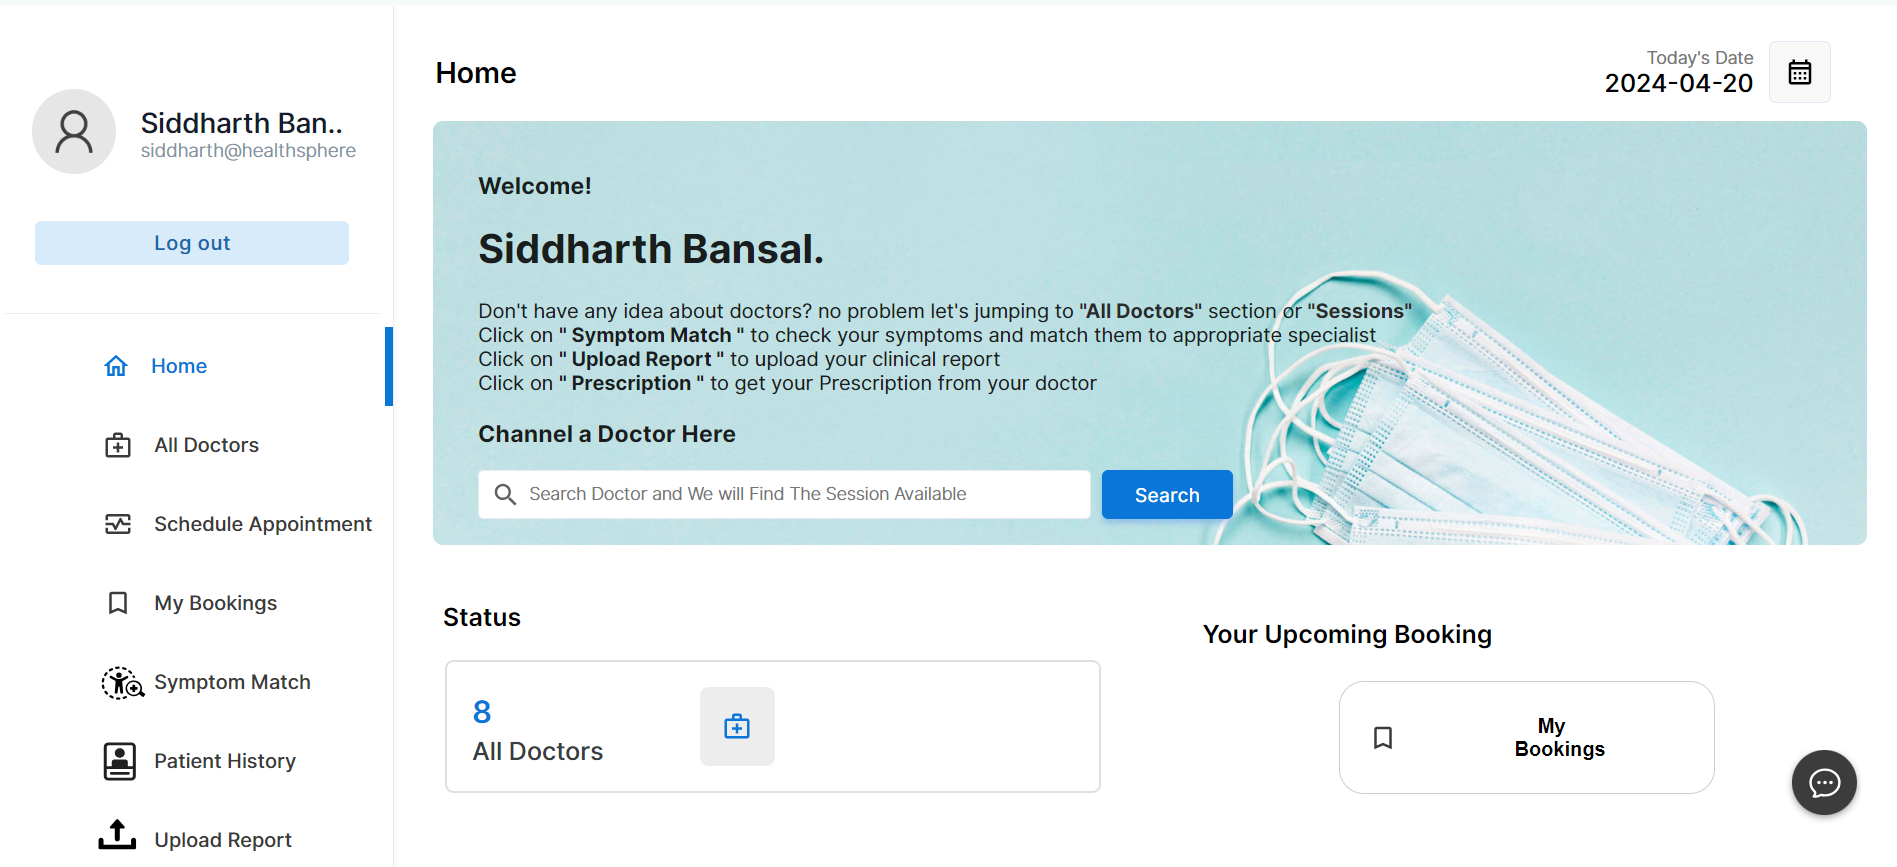 Siddharth Ban..
siddharth@healthsphere
Log out
Home
All Doctors
Schedule Appointment
My Bookings
Symptom Match
Patient History
Upload Report
Home
Today's Date
2024-04-20
Welcome!
Siddharth Bansal.
Don't have any idea about doctors? no problem let's jumping to "All Doctors" section or "Sessions"
Click on " Symptom Match " to check your symptoms and match them to appropriate specialist
Click on " Upload Report " to upload your clinical report
Click on " Prescription " to get your Prescription from your doctor
Channel a Doctor Here
Search Doctor and We will Find The Session Available
Search
Status
8
All Doctors
Your Upcoming Booking
My
Bookings